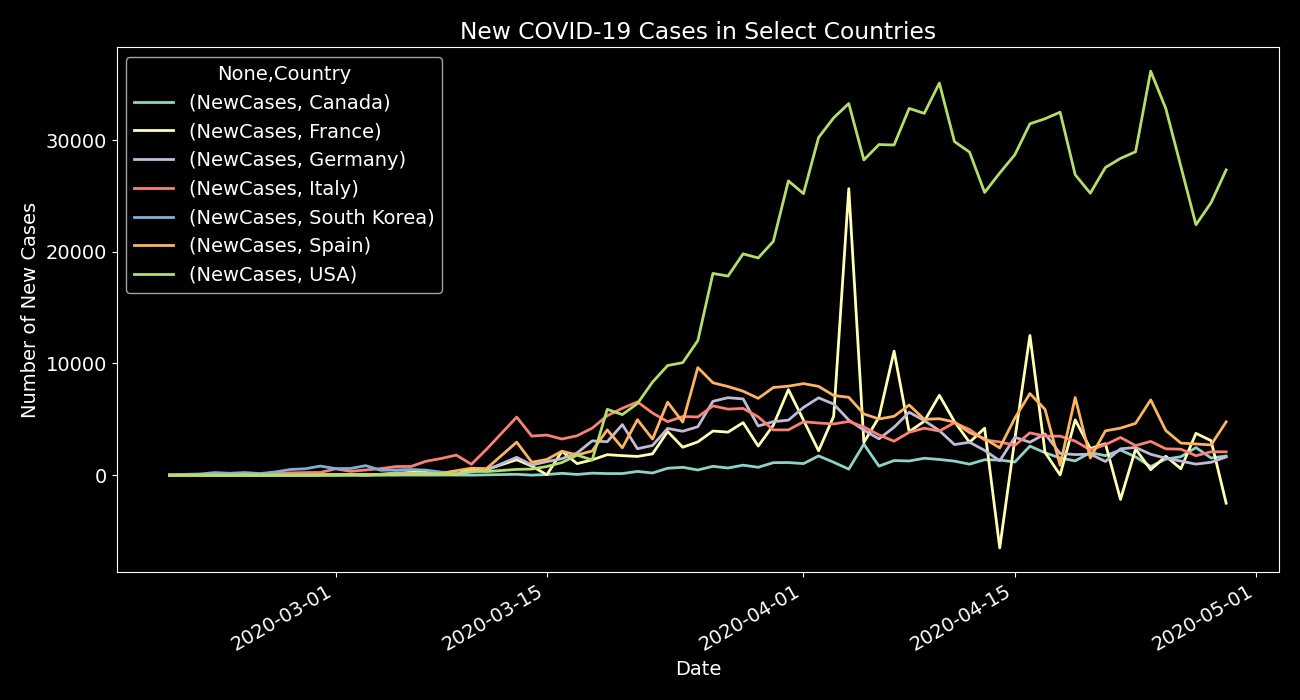 New COVID-19 Cases in Select Countries
None,Country
(NewCases, Canada)
(NewCases, France)
(NewCases, Germany)
(NewCases, Italy)
(NewCases, South Korea)
(NewCases, Spain)
(NewCases, USA)
Number of New Cases
30000
20000
10000
0
2020-03-01
2020-03-15
2020-04-01
2020-04-15
2020-05-01
Date